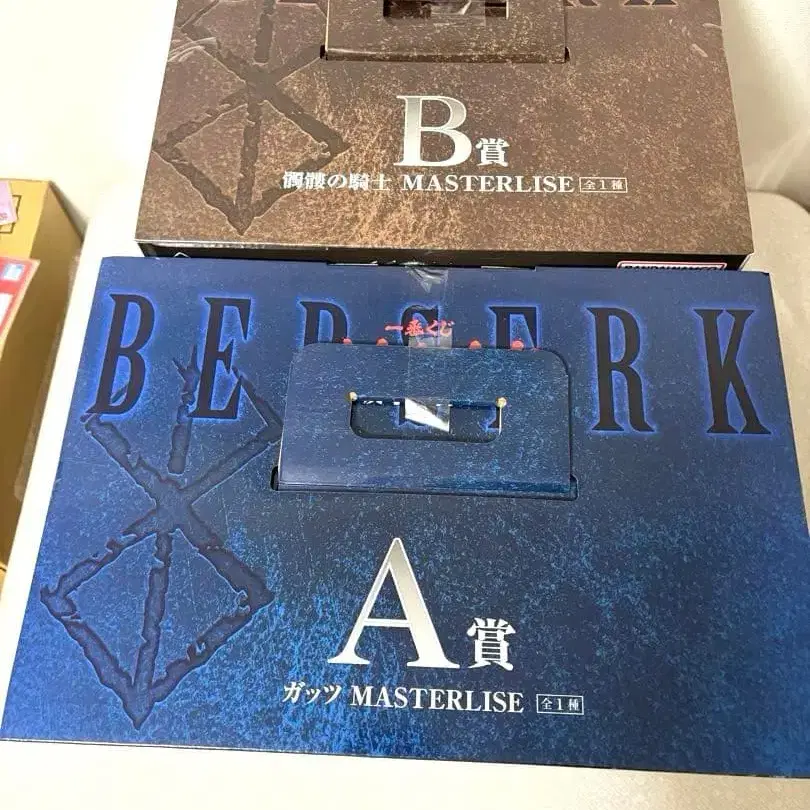 B賞
髑髏の騎士 MASTERLISE 全1種
BERSERK
一番くじ
A賞
ガッツ MASTERLISE 全1種